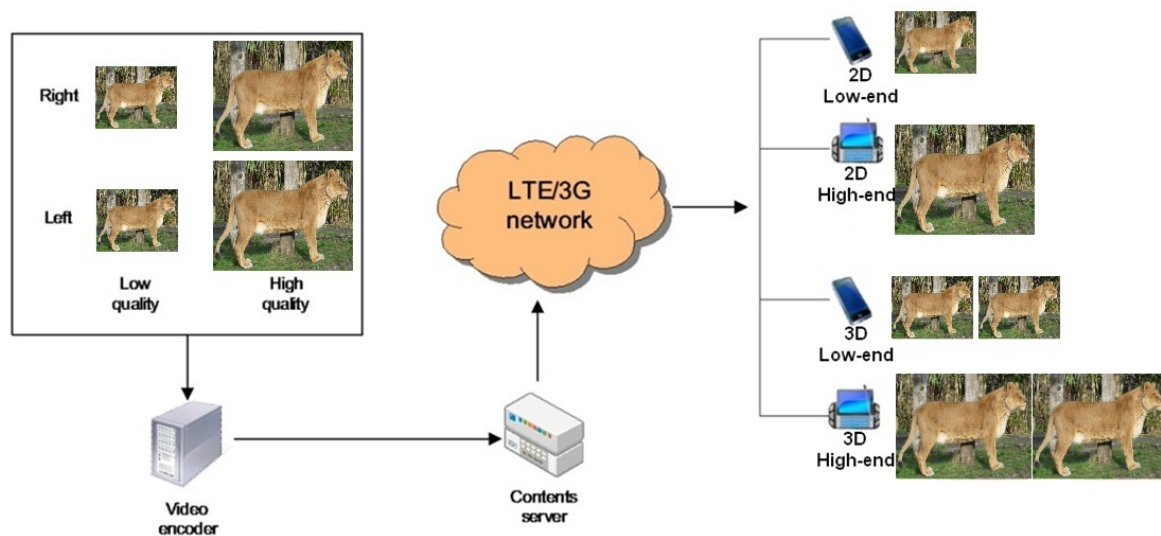 Right
Left
Low
quality
High
quality
Video
encoder
Contents
server
LTE/3G
network
2D
Low-end
2D
High-end
3D
Low-end
3D
High-end